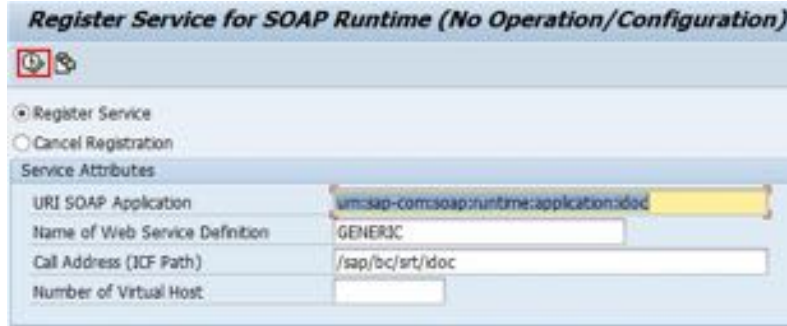 Register Service for SOAP Runtime (No Operation/Configuration)
Register Service
Cancel Registration
Service Attributes
URI SOAP Application urn:sap-com:soap:runtime:application:idoc
Name of Web Service Definition GENERIC
Call Address (ICF Path) /sap/bc/srt/idoc
Number of Virtual Host